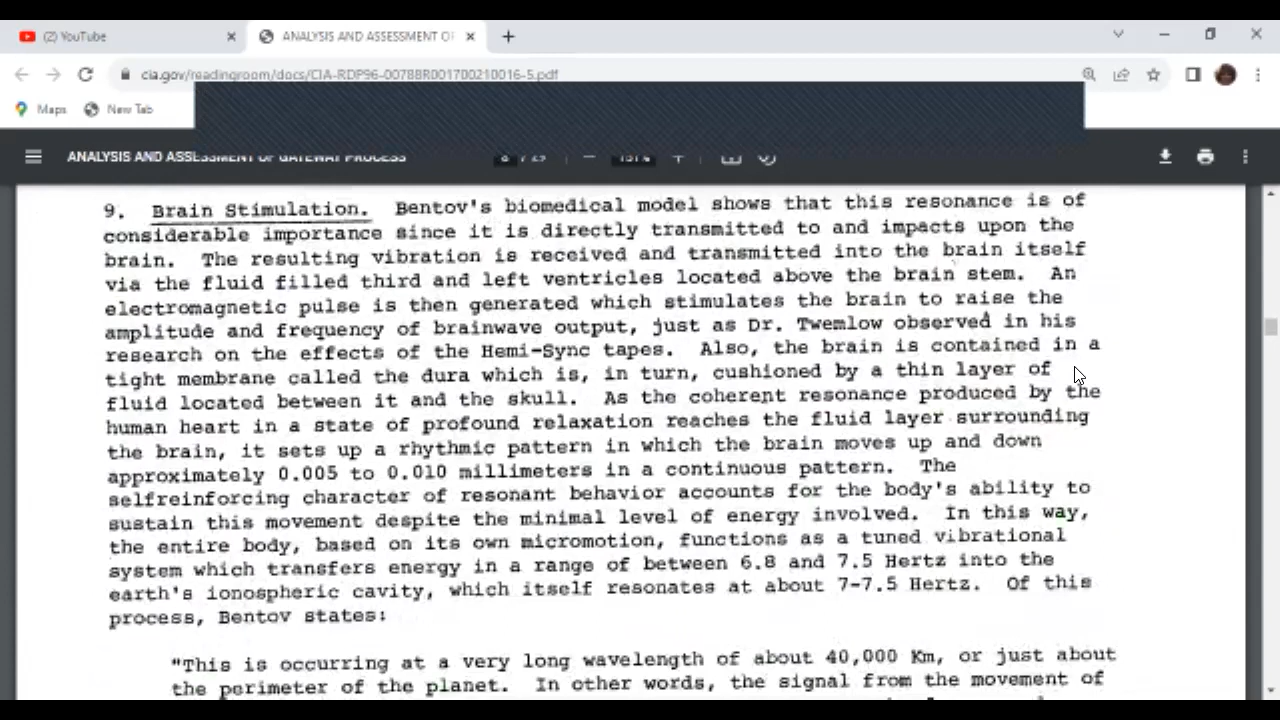 (2) YouTube
ANALYSIS AND ASSESSMENT O
cia.gov/readingroom/docs/CIA-RDP96-00788R001700210016-5.pdf
Maps New Tab
ANALYSIS AND ASSESSMENT OF GATEWAY PROCESS 8 / 29 151%
9. Brain Stimulation. Bentov's biomedical model shows that this resonance is of
considerable importance since it is directly transmitted to and impacts upon the
brain. The resulting vibration is received and transmitted into the brain itself
via the fluid filled third and left ventricles located above the brain stem. An
electromagnetic pulse is then generated which stimulates the brain to raise the
amplitude and frequency of brainwave output, just as Dr. Twemlow observed in his
research on the effects of the Hemi-Sync tapes. Also, the brain is contained in a
tight membrane called the dura which is, in turn, cushioned by a thin layer of
fluid located between it and the skull. As the coherent resonance produced by the
human heart in a state of profound relaxation reaches the fluid layer surrounding
the brain, it sets up a rhythmic pattern in which the brain moves up and down
approximately 0.005 to 0.010 millimeters in a continuous pattern. The
selfreinforcing character of resonant behavior accounts for the body's ability to
sustain this movement despite the minimal level of energy involved. In this way,
the entire body, based on its own micromotion, functions as a tuned vibrational
system which transfers energy in a range of between 6.8 and 7.5 Hertz into the
earth's ionospheric cavity, which itself resonates at about 7-7.5 Hertz. Of this
process, Bentov states:
"This is occurring at a very long wavelength of about 40,000 Km, or just about
the perimeter of the planet. In other words, the signal from the movement of